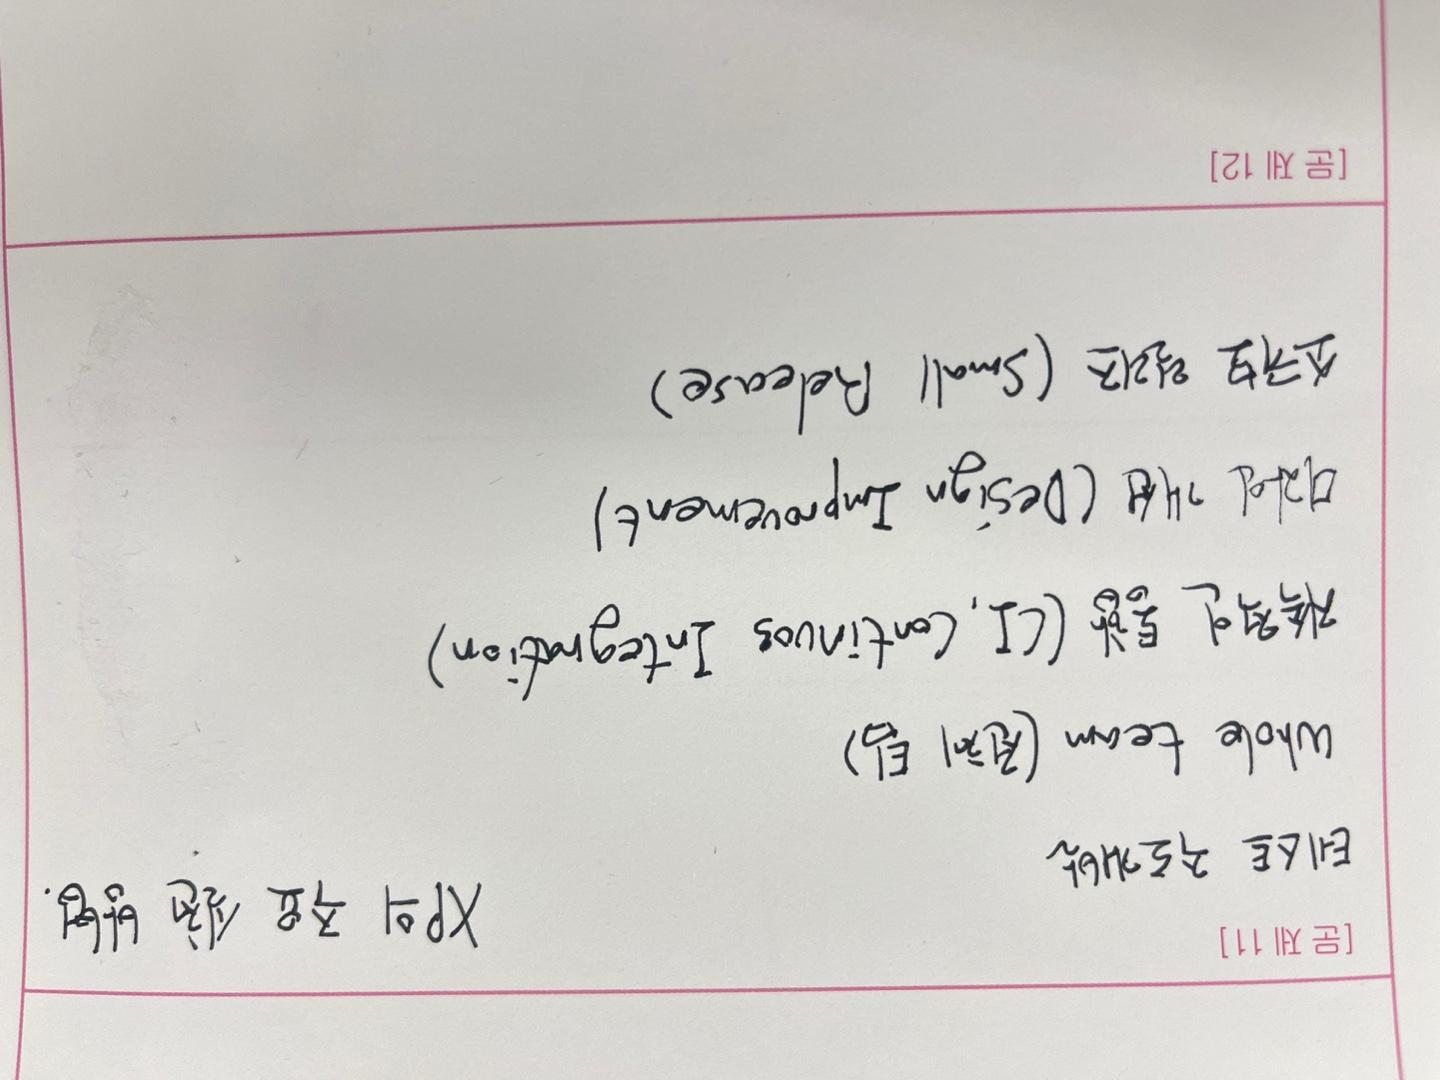 [문제 11]
XP의 주요 실천 방법.
테스트 주도개발
Whole team (전체 팀)
지속적인 통합 (CI, Continuos Integration)
디자인 개선 (Design Improvement)
소규모 릴리즈 (Small Release)
[문제 12]